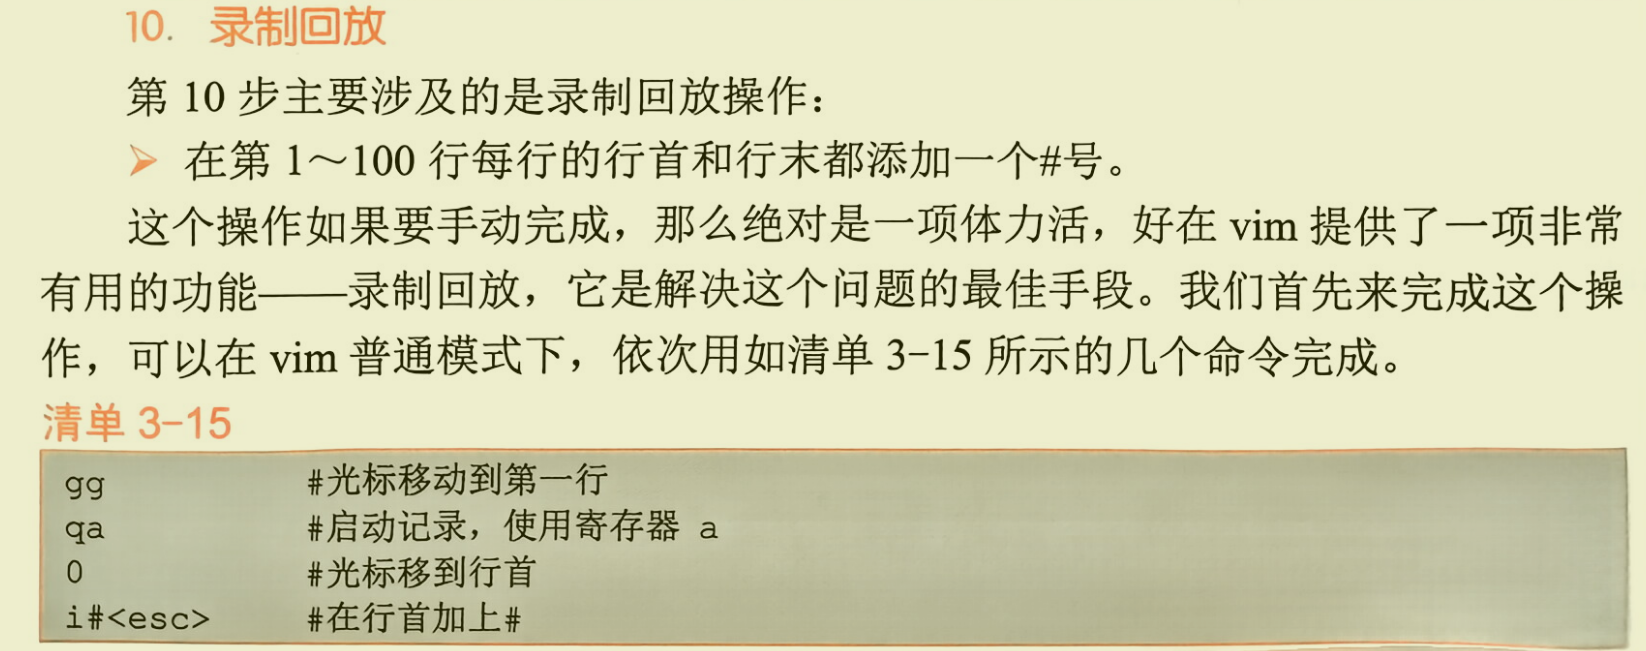 10. 录制回放
第 10 步主要涉及的是录制回放操作：
➢ 在第 1～100 行每行的行首和行末都添加一个#号。
这个操作如果要手动完成，那么绝对是一项体力活，好在 vim 提供了一项非常
有用的功能——录制回放，它是解决这个问题的最佳手段。我们首先来完成这个操
作，可以在 vim 普通模式下，依次用如清单 3-15 所示的几个命令完成。
清单 3-15
gg #光标移动到第一行
qa #启动记录，使用寄存器 a
0 #光标移到行首
i#<esc> #在行首加上#